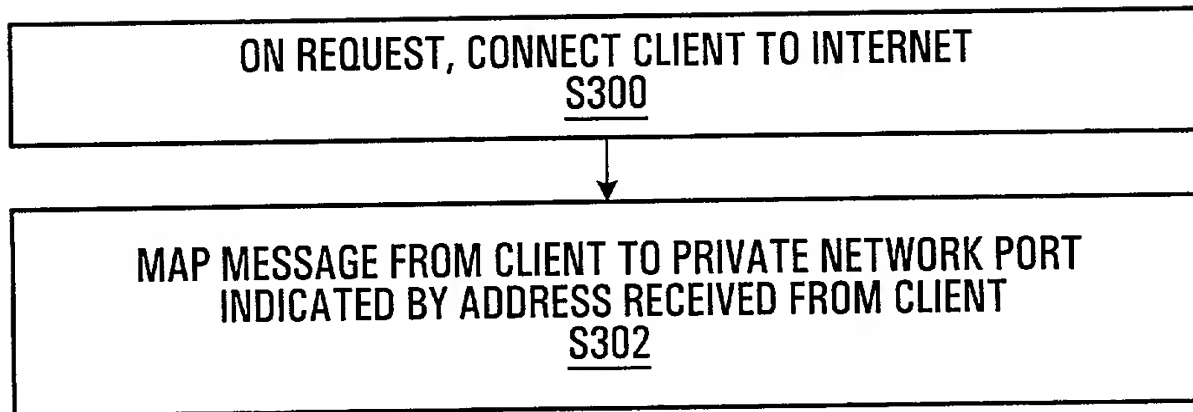 ON REQUEST, CONNECT CLIENT TO INTERNET
S300
MAP MESSAGE FROM CLIENT TO PRIVATE NETWORK PORT
INDICATED BY ADDRESS RECEIVED FROM CLIENT
S302